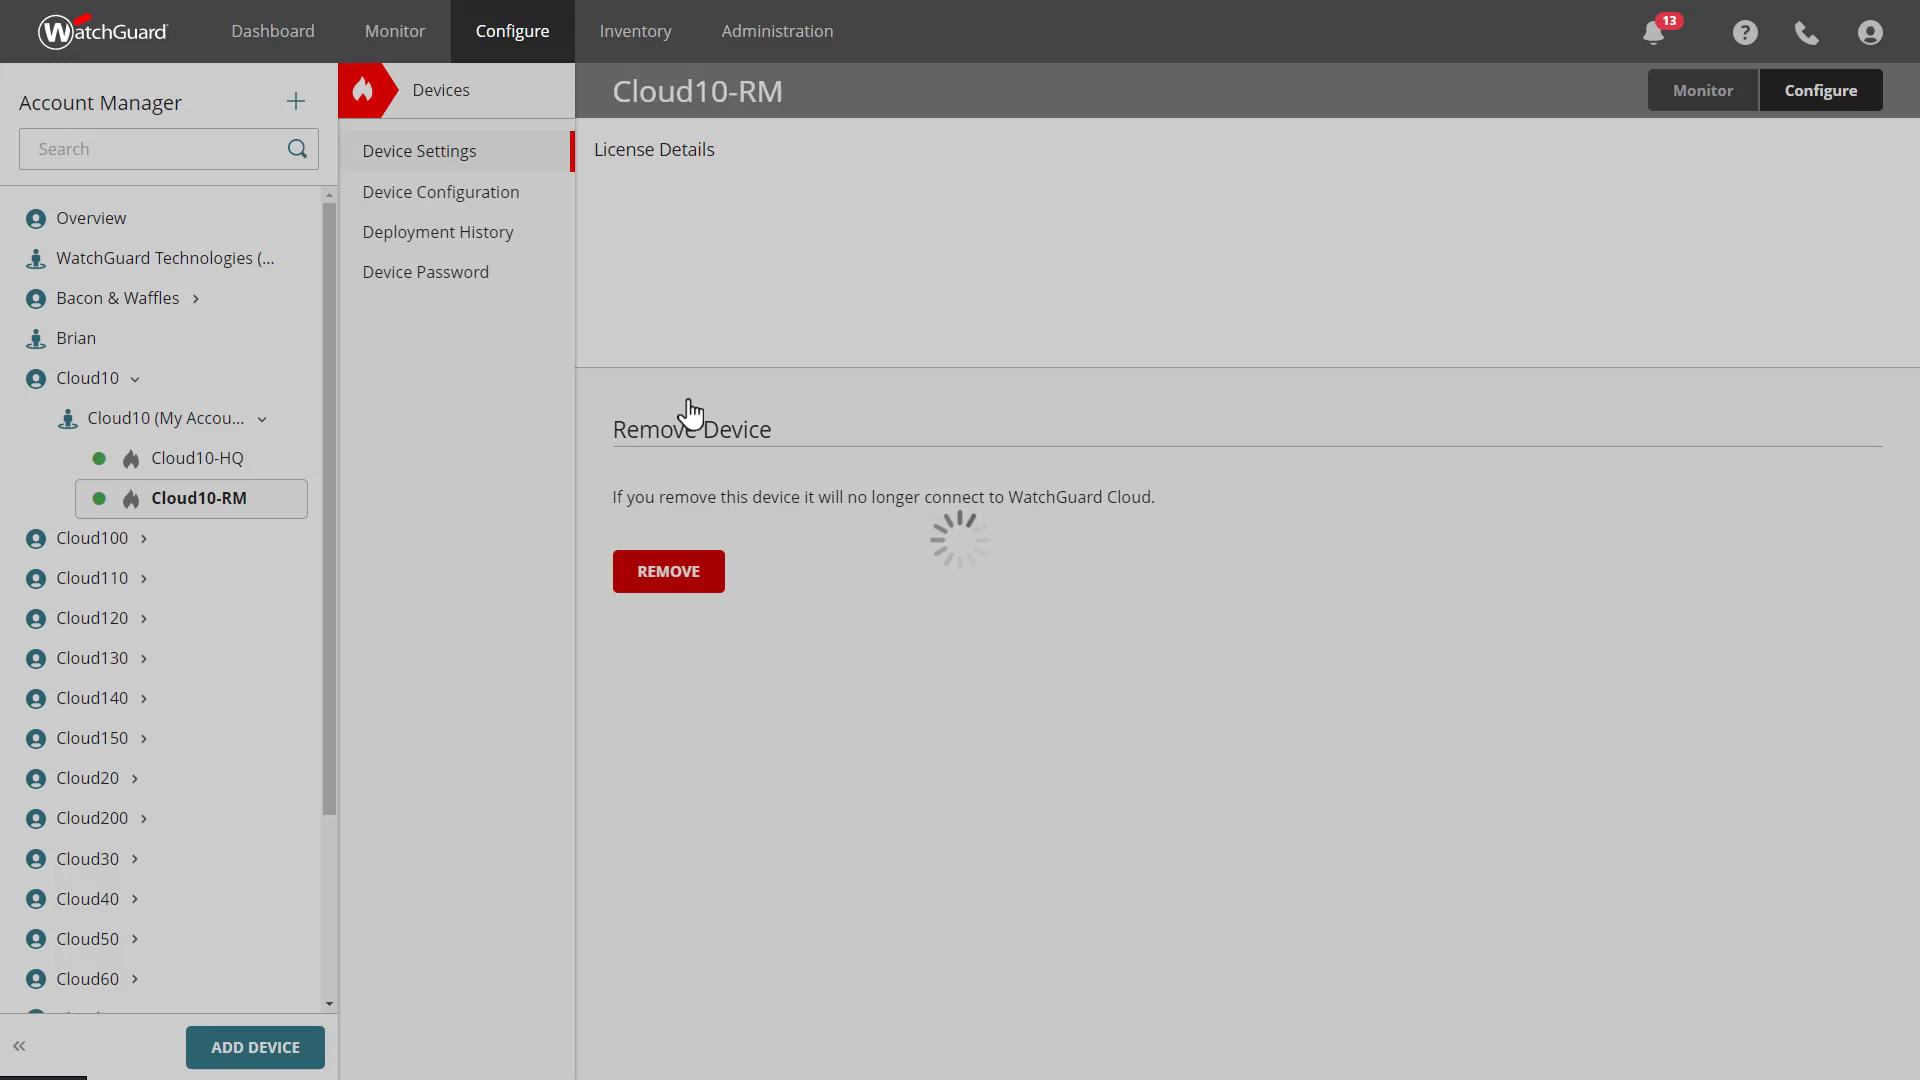 WatchGuard
Dashboard
Monitor
Configure
Inventory
Administration
13
?
Account Manager
Search
Overview
WatchGuard Technologies (...
Bacon & Waffles
Brian
Cloud10
Cloud10 (My Accou...
Cloud10-HQ
Cloud10-RM
Cloud100
Cloud110
Cloud120
Cloud130
Cloud140
Cloud150
Cloud20
Cloud200
Cloud30
Cloud40
Cloud50
Cloud60
ADD DEVICE
Devices
Device Settings
Device Configuration
Deployment History
Device Password
Cloud10-RM
Monitor
Configure
License Details
Remove Device
If you remove this device it will no longer connect to WatchGuard Cloud.
REMOVE